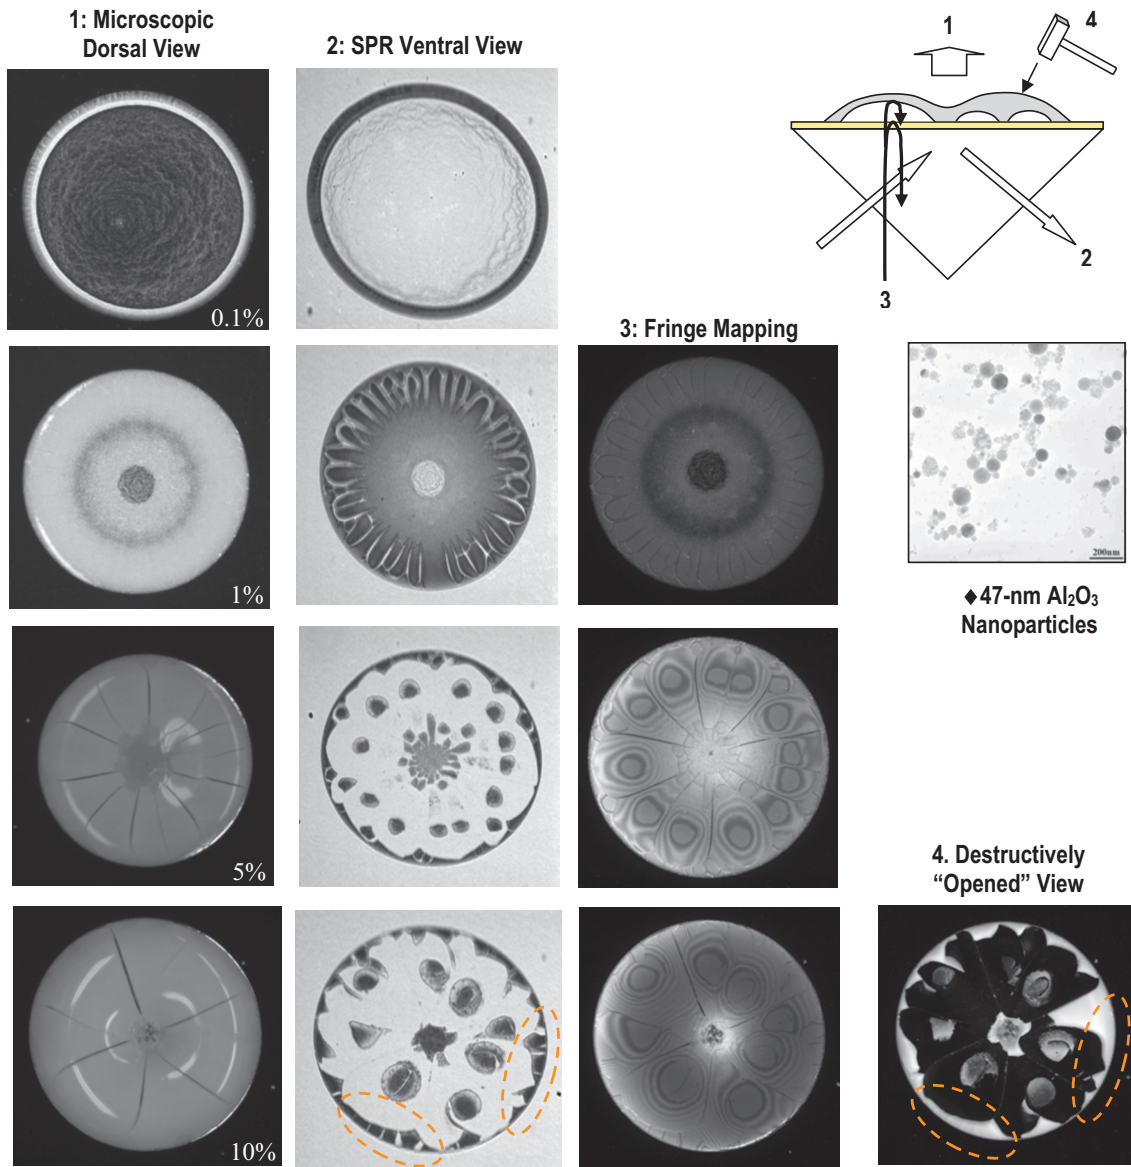 1: Microscopic
Dorsal View
2: SPR Ventral View
1
4
2
3
0.1%
3: Fringe Mapping
1%
200nm
♦47-nm Al₂O₃
Nanoparticles
5%
4. Destructively
“Opened” View
10%